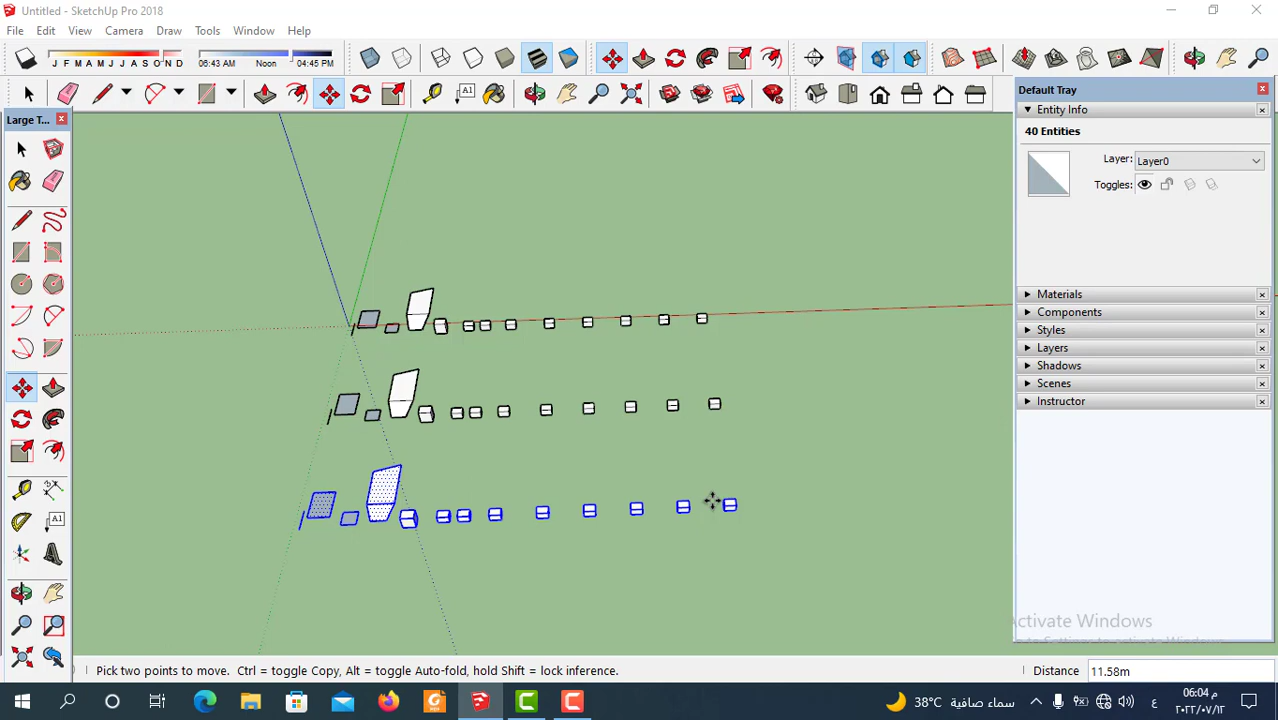 Untitled - SketchUp Pro 2018
File Edit View Camera Draw Tools Window Help
J F M A M J J A S O N D 06:43 AM Noon 04:45 PM
Default Tray
Large T...
Entity Info
40 Entities
Layer: Layer0
Toggles:
Materials
Components
Styles
Layers
Shadows
Scenes
Instructor
Activate Windows
Pick two points to move. Ctrl = toggle Copy, Alt = toggle Auto-fold, hold Shift = lock inference.
Distance 11.58m
38°C سماء صافية
ع
06:04 م
٢٠٢٢/٠٧/١٢